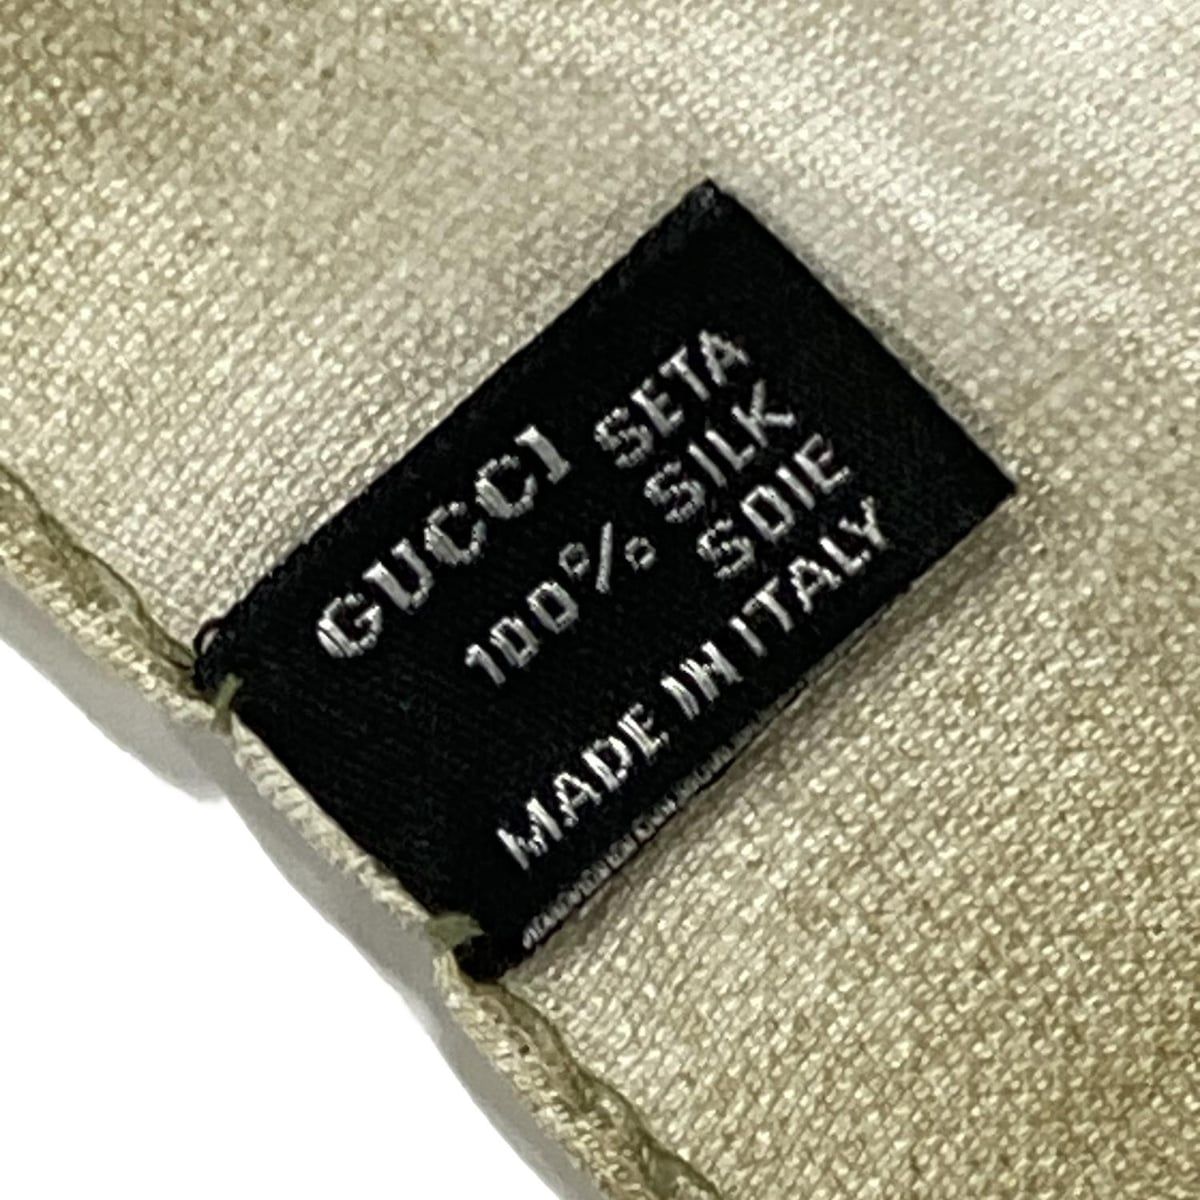 GUCCI SETA
100% SILK
SOIE
MADE IN ITALY